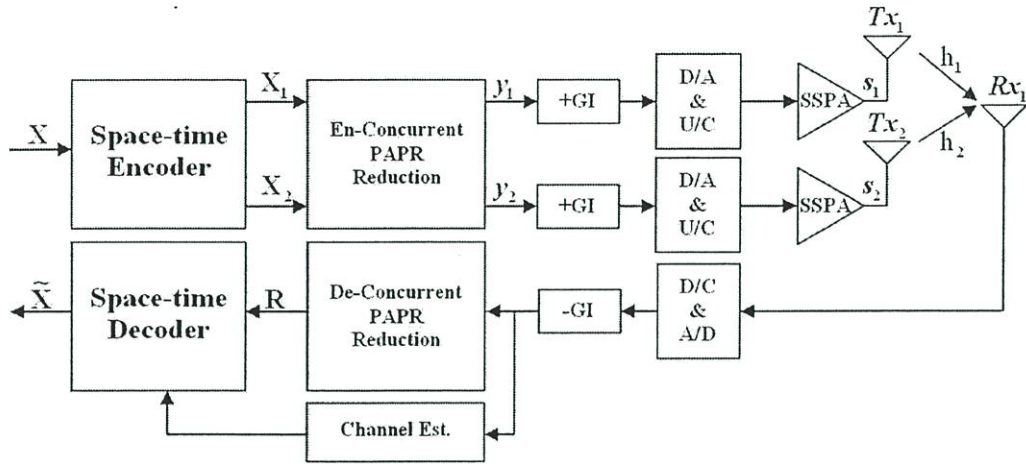 X
Space-time
Encoder
X1
X2
En-Concurrent
PAPR
Reduction
y1
y2
+GI
+GI
D/A
&
U/C
D/A
&
U/C
SSPA
SSPA
s1
s2
Tx1
Tx2
h1
h2
Rx1
X̃
Space-time
Decoder
R
De-Concurrent
PAPR
Reduction
-GI
D/C
&
A/D
Channel Est.